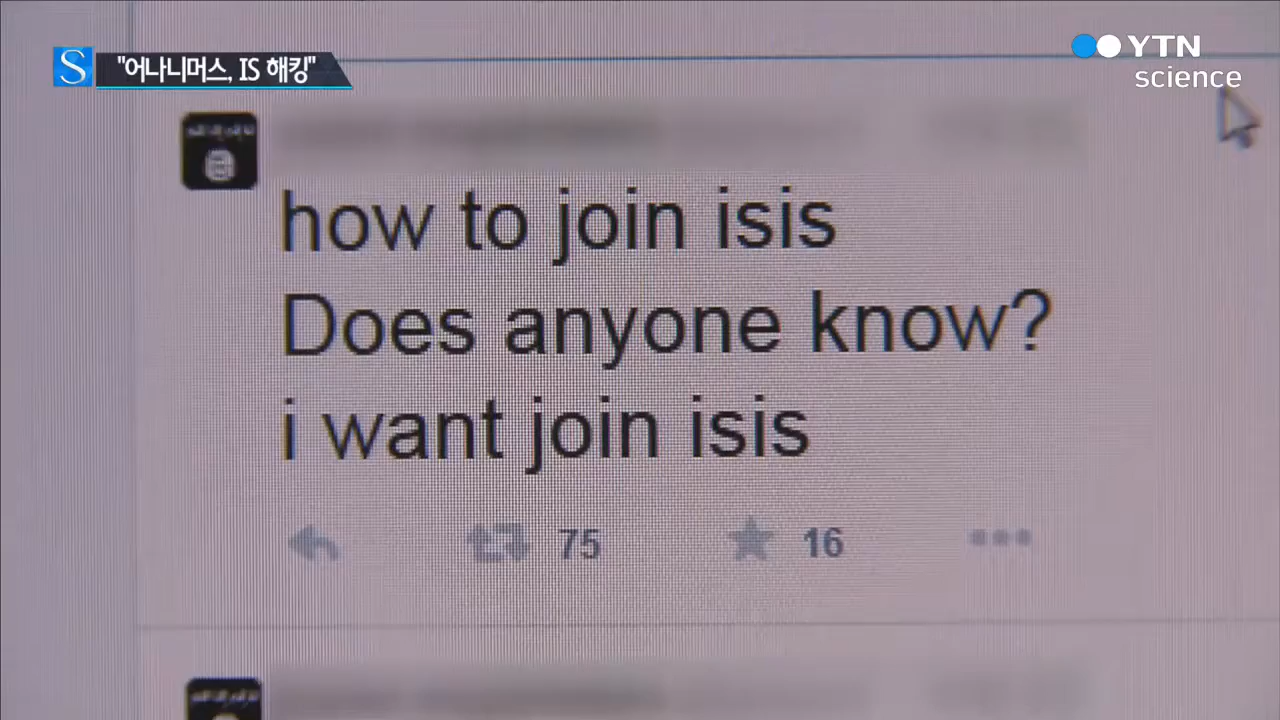 S "어나니머스, IS 해킹"
YTN
science
how to join isis
Does anyone know?
i want join isis
75 16